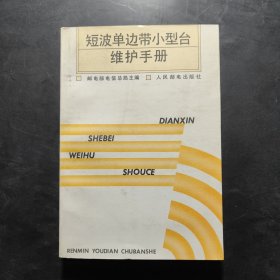 短波单边带小型台
维护手册
邮电部电信总局主编
人民邮电出版社
DIANXIN
SHEBEI
WEIHU
SHOUCE
RENMIN YOUDIAN CHUBANSHE